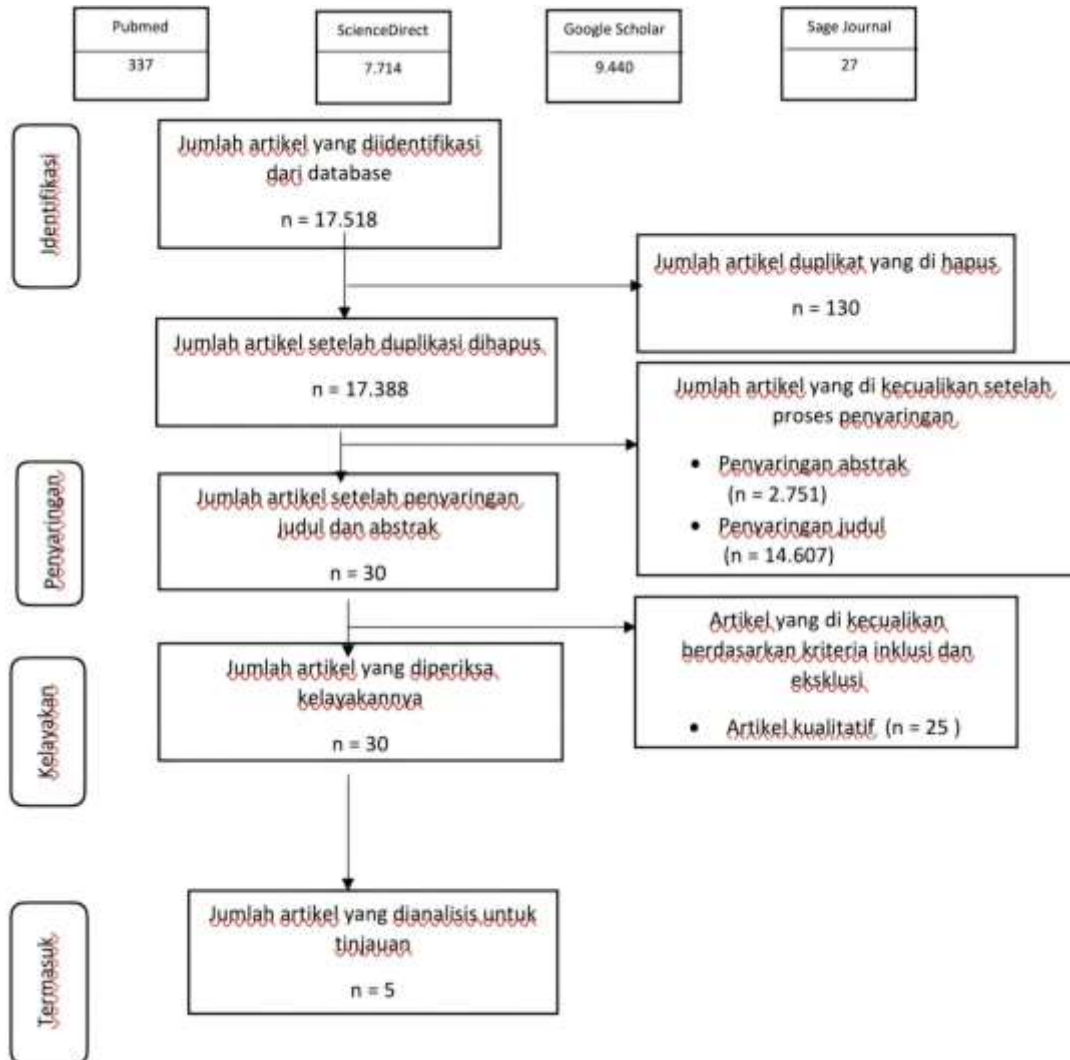 Pubmed
337
ScienceDirect
7.714
Google Scholar
9.440
Sage Journal
27
Identifikasi
Jumlah artikel yang diidentifikasi
dari database
n = 17.518
Jumlah artikel duplikat yang di hapus
n = 130
Jumlah artikel setelah duplikasi dihapus
n = 17.388
Jumlah artikel yang di kecualikan setelah
proses penyaringan
• Penyaringan abstrak
(n = 2.751)
• Penyaringan judul
(n = 14.607)
Penyaringan
Jumlah artikel setelah penyaringan
judul dan abstrak
n = 30
Artikel yang di kecualikan
berdasarkan kriteria inklusi dan
eksklusi
• Artikel kualitatif (n = 25 )
Kelayakan
Jumlah artikel yang diperiksa
kelayakannya
n = 30
Termasuk
Jumlah artikel yang dianalisis untuk
tinjauan
n = 5